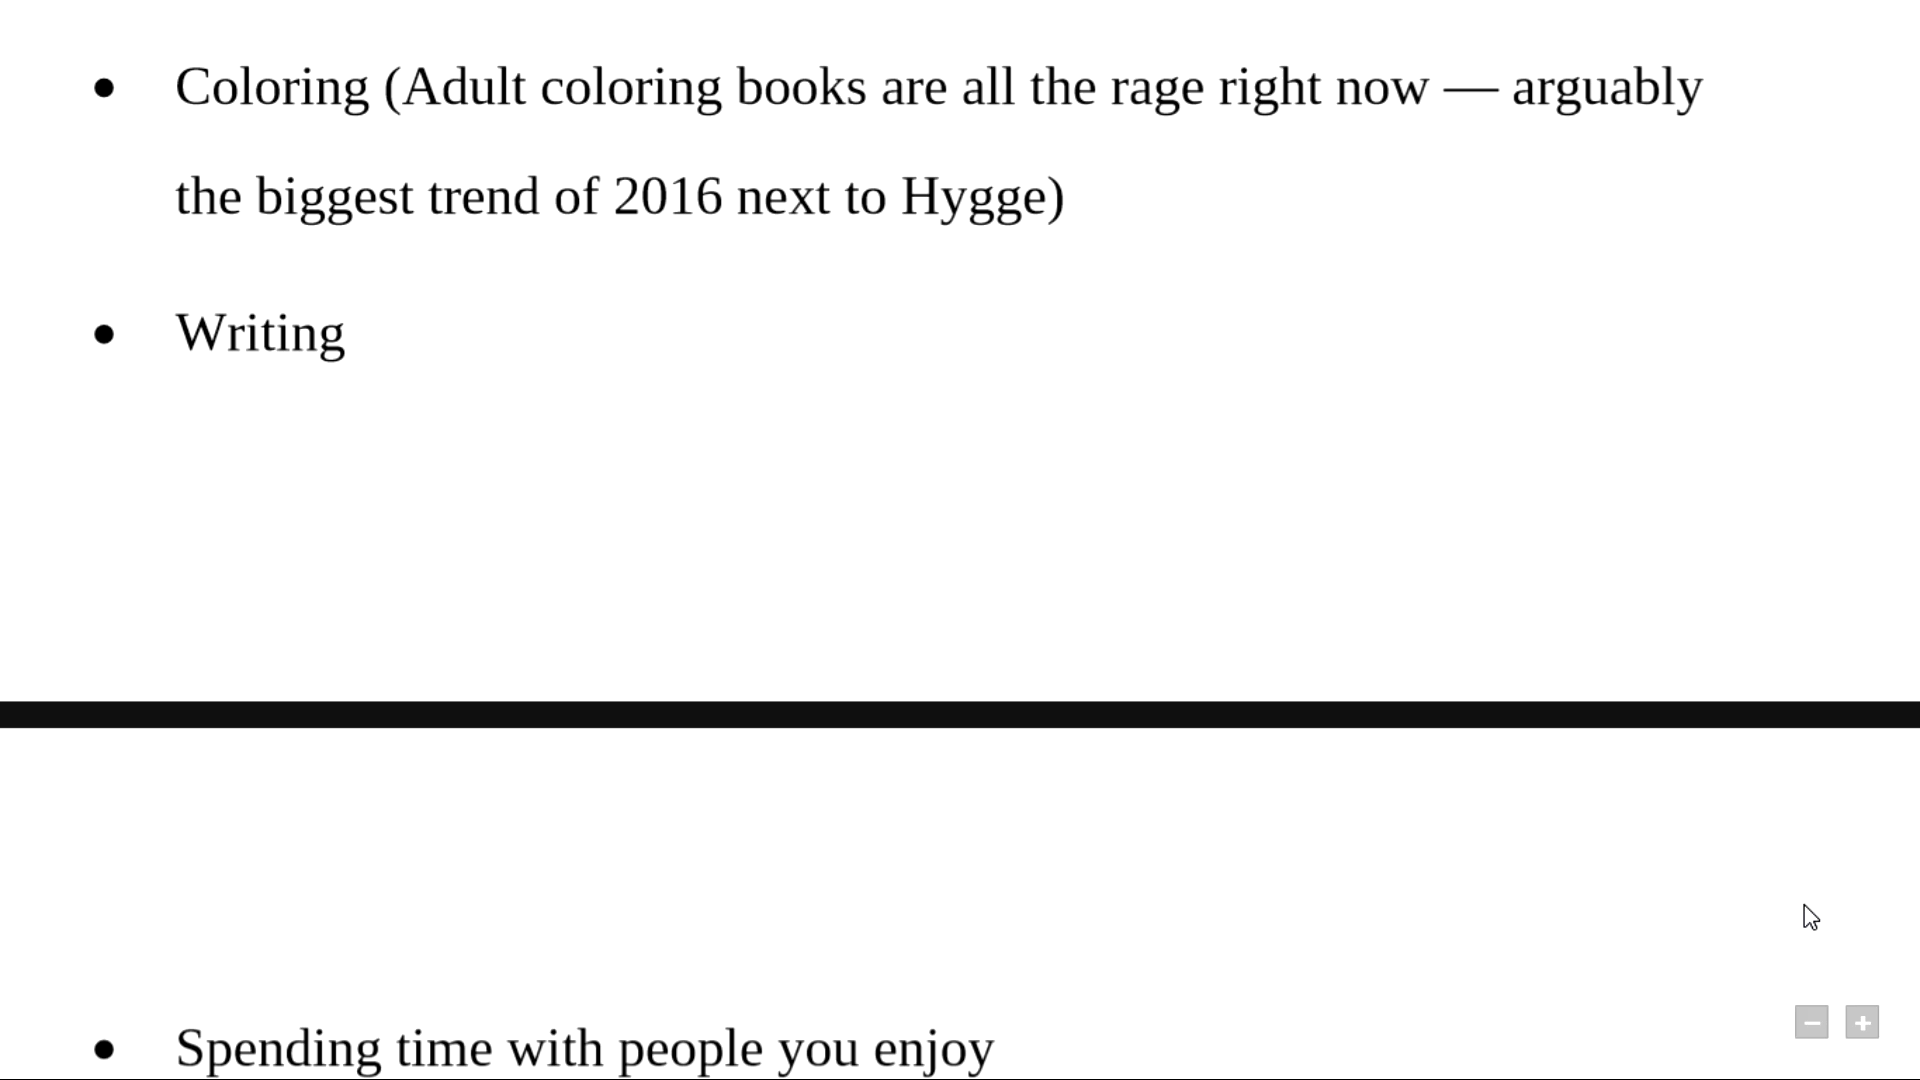 • Coloring (Adult coloring books are all the rage right now — arguably
the biggest trend of 2016 next to Hygge)
• Writing
• Spending time with people you enjoy